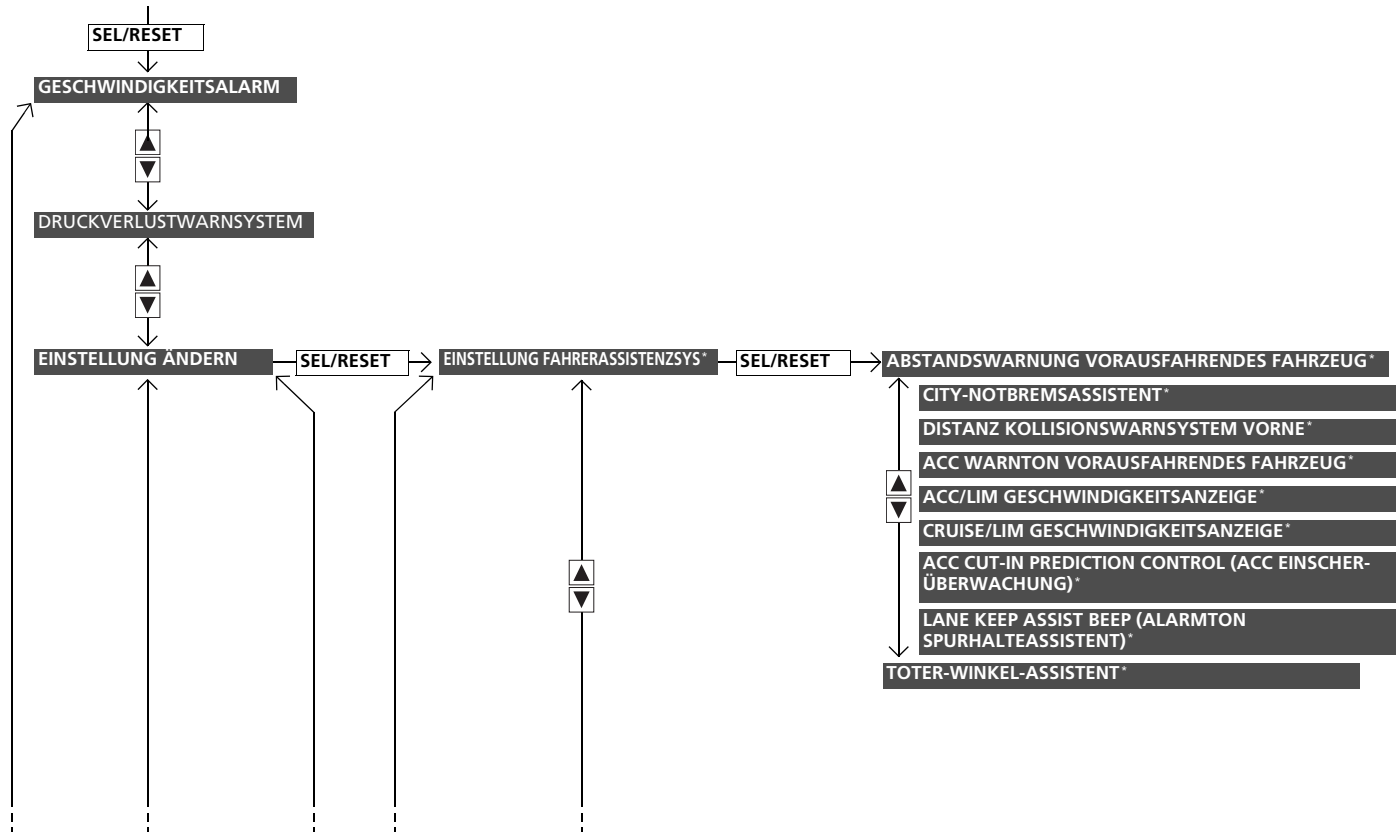 SEL/RESET
GESCHWINDIGKEITSALARM
▲
▼
DRUCKVERLUSTWARNSYSTEM
▲
▼
EINSTELLUNG ÄNDERN
SEL/RESET
EINSTELLUNG FAHRERASSISTENZSYS*
SEL/RESET
ABSTANDSWARNUNG VORAUSFAHRENDES FAHRZEUG*
CITY-NOTBREMSASSISTENT*
DISTANZ KOLLISIONSWARNSYSTEM VORNE*
ACC WARNTON VORAUSFAHRENDES FAHRZEUG*
▲
▼
ACC/LIM GESCHWINDIGKEITSANZEIGE*
CRUISE/LIM GESCHWINDIGKEITSANZEIGE*
ACC CUT-IN PREDICTION CONTROL (ACC EINSCHER-
ÜBERWACHUNG)*
LANE KEEP ASSIST BEEP (ALARMTON
SPURHALTEASSISTENT)*
TOTER-WINKEL-ASSISTENT*
▲
▼